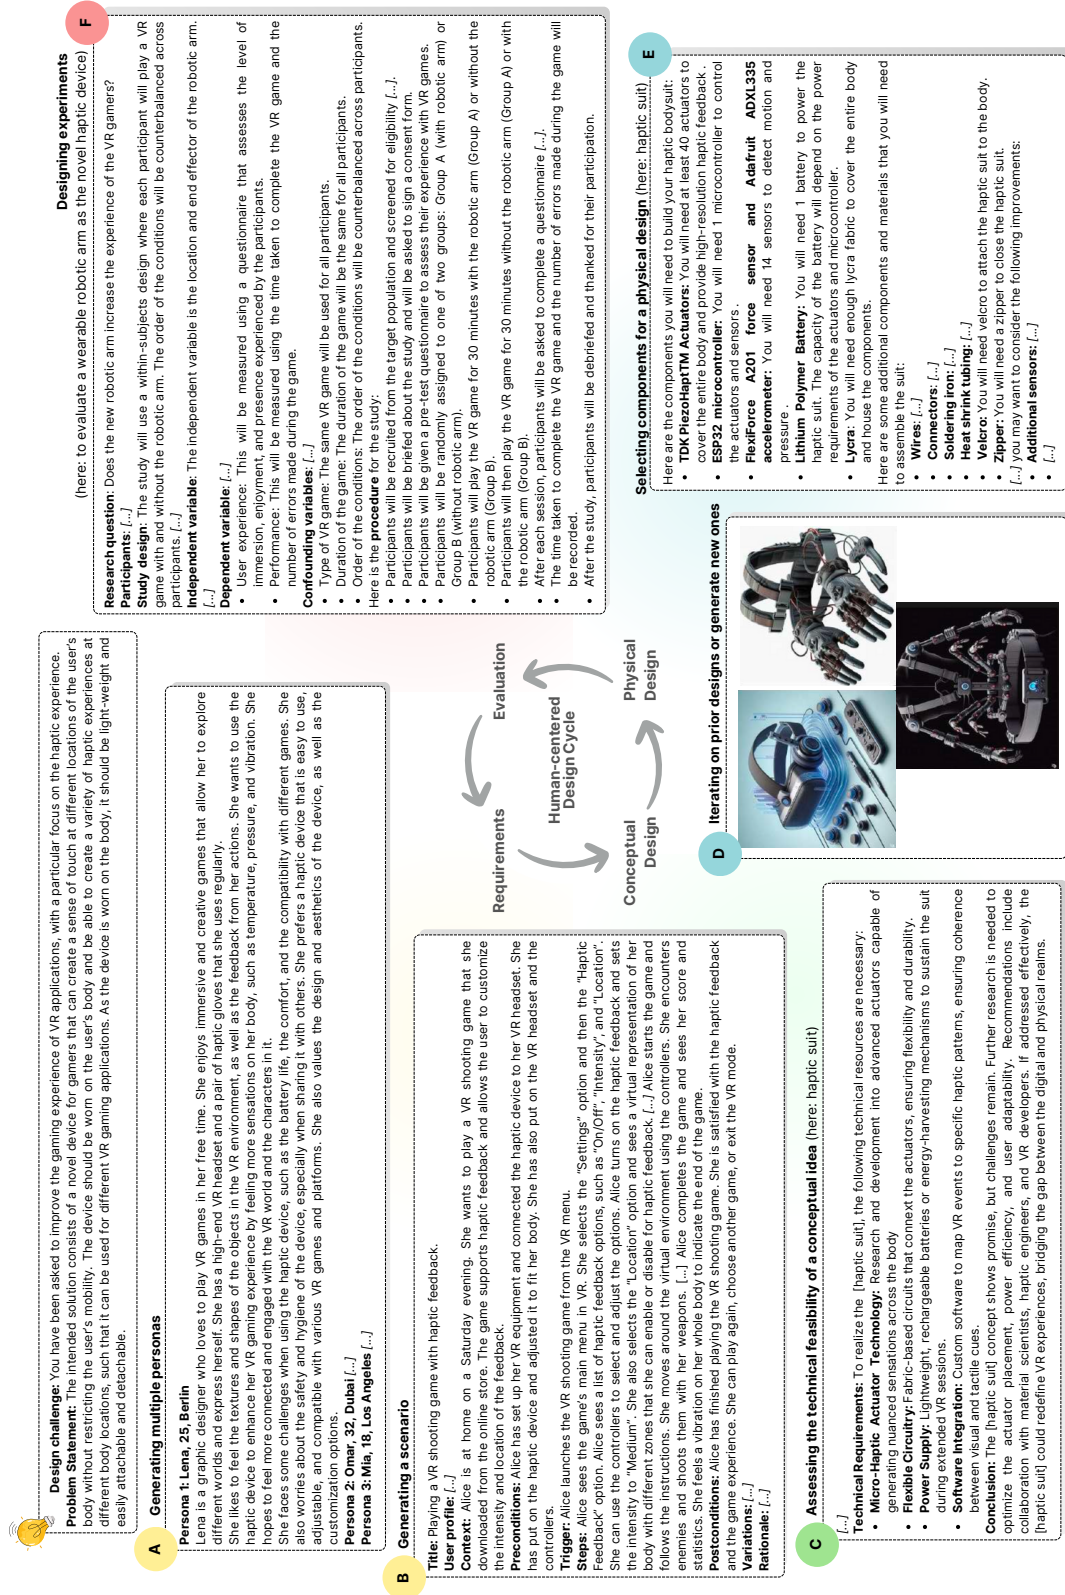 Design challenge: You have been asked to improve the gaming experience of VR applications, with a particular focus on the haptic experience.
Problem Statement: The intended solution consists of a novel device for gamers that can create a sense of touch at different locations of the user's
body without restricting the user's mobility. The device should be worn on the user's body and be able to create a variety of haptic experiences at
different body locations, such that it can be used for different VR gaming applications. As the device is worn on the body, it should be light-weight and
easily attachable and detachable.
A
Generating multiple personas
Persona 1: Lena, 25, Berlin
Lena is a graphic designer who loves to play VR games in her free time. She enjoys immersive and creative games that allow her to explore
different worlds and express herself. She has a high-end VR headset and a pair of haptic gloves that she uses regularly.
She likes to feel the textures and shapes of the objects in the VR environment, as well as the feedback from her actions. She wants to use the
haptic device to enhance her VR gaming experience by feeling more sensations on her body, such as temperature, pressure, and vibration. She
hopes to feel more connected and engaged with the VR world and the characters in it.
She faces some challenges when using the haptic device, such as the battery life, the comfort, and the compatibility with different games. She
also worries about the safety and hygiene of the device, especially when sharing it with others. She prefers a haptic device that is easy to use,
adjustable, and compatible with various VR games and platforms. She also values the design and aesthetics of the device, as well as the
customization options.
Persona 2: Omar, 32, Dubai [...]
Persona 3: Mia, 18, Los Angeles [...]
B
Generating a scenario
Title: Playing a VR shooting game with haptic feedback.
User profile: [...]
Context: Alice is at home on a Saturday evening. She wants to play a VR shooting game that she
downloaded from the online store. The game supports haptic feedback and allows the user to customize
the intensity and location of the feedback.
Preconditions: Alice has set up her VR equipment and connected the haptic device to her VR headset. She
has put on the haptic device and adjusted it to fit her body. She has also put on the VR headset and the
controllers.
Trigger: Alice launches the VR shooting game from the VR menu.
Steps: Alice sees the game's main menu in VR. She selects the "Settings" option and then the "Haptic
Feedback" option. Alice sees a list of haptic feedback options, such as "On/Off", "Intensity", and "Location".
She can use the controllers to select and adjust the options. Alice turns on the haptic feedback and sets
the intensity to "Medium". She also selects the "Location" option and sees a virtual representation of her
body with different zones that she can enable or disable for haptic feedback. [...] Alice starts the game and
follows the instructions. She moves around the virtual environment using the controllers. She encounters
enemies and shoots them with her weapons. [...] Alice completes the game and sees her score and
statistics. She feels a vibration on her whole body to indicate the end of the game.
Postconditions: Alice has finished playing the VR shooting game. She is satisfied with the haptic feedback
and the game experience. She can play again, choose another game, or exit the VR mode.
Variations: [...]
Rationale: [...]
C
Assessing the technical feasibility of a conceptual idea (here: haptic suit)
[...]
Technical Requirements: To realize the [haptic suit], the following technical resources are necessary:
• Micro-Haptic Actuator Technology: Research and development into advanced actuators capable of
generating nuanced sensations across the body
• Flexible Circuitry: Fabric-based circuits that context the actuators, ensuring flexibility and durability.
• Power Supply: Lightweight, rechargeable batteries or energy-harvesting mechanisms to sustain the suit
during extended VR sessions.
• Software Integration: Custom software to map VR events to specific haptic patterns, ensuring coherence
between visual and tactile cues.
Conclusion: The [haptic suit] concept shows promise, but challenges remain. Further research is needed to
optimize the actuator placement, power efficiency, and user adaptability. Recommendations include
collaboration with material scientists, haptic engineers, and VR developers. If addressed effectively, the
[haptic suit] could redefine VR experiences, bridging the gap between the digital and physical realms.
Requirements
Evaluation
Human-centered
Design Cycle
Conceptual
Design
Physical
Design
D
Iterating on prior designs or generate new ones
Designing experiments
(here: to evaluate a wearable robotic arm as the novel haptic device)
F
Research question: Does the new robotic arm increase the experience of the VR gamers?
Participants: [...]
Study design: The study will use a within-subjects design where each participant will play a VR
game with and without the robotic arm. The order of the conditions will be counterbalanced across
participants. [...]
Independent variable: The independent variable is the location and end effector of the robotic arm.
[...]
Dependent variable: [...]
• User experience: This will be measured using a questionnaire that assesses the level of
immersion, enjoyment, and presence experienced by the participants.
• Performance: This will be measured using the time taken to complete the VR game and the
number of errors made during the game.
Confounding variables: [...]
• Type of VR game: The same VR game will be used for all participants.
• Duration of the game: The duration of the game will be the same for all participants.
• Order of the conditions: The order of the conditions will be counterbalanced across participants.
Here is the procedure for the study:
• Participants will be recruited from the target population and screened for eligibility [...].
• Participants will be briefed about the study and will be asked to sign a consent form.
• Participants will be given a pre-test questionnaire to assess their experience with VR games.
• Participants will be randomly assigned to one of two groups: Group A (with robotic arm) or
Group B (without robotic arm).
• Participants will play the VR game for 30 minutes with the robotic arm (Group A) or without the
robotic arm (Group B).
• Participants will then play the VR game for 30 minutes without the robotic arm (Group A) or with
the robotic arm (Group B).
• After each session, participants will be asked to complete a questionnaire [...].
• The time taken to complete the VR game and the number of errors made during the game will
be recorded.
• After the study, participants will be debriefed and thanked for their participation.
Selecting components for a physical design (here: haptic suit)
E
Here are the components you will need to build your haptic bodysuit:
• TDK PiezoHaptTM Actuators: You will need at least 40 actuators to
cover the entire body and provide high-resolution haptic feedback .
• ESP32 microcontroller: You will need 1 microcontroller to control
the actuators and sensors .
• FlexiForce A201 force sensor and Adafruit ADXL335
accelerometer: You will need 14 sensors to detect motion and
pressure .
• Lithium Polymer Battery: You will need 1 battery to power the
haptic suit. The capacity of the battery will depend on the power
requirements of the actuators and microcontroller.
• Lycra: You will need enough lycra fabric to cover the entire body
and house the components.
Here are some additional components and materials that you will need
to assemble the suit:
• Wires: [...]
• Connectors: [...]
• Soldering iron: [...]
• Heat shrink tubing: [...]
• Velcro: You will need velcro to attach the haptic suit to the body.
• Zipper: You will need a zipper to close the haptic suit.
[...] you may want to consider the following improvements:
• Additional sensors: [...]
• [...]